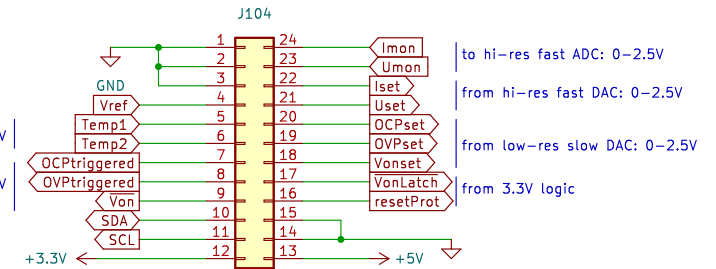 J104
1 24 Imon
2 23 Umon
to hi-res fast ADC: 0-2.5V
3 22 Iset
GND
Vref 4 21 Uset
from hi-res fast DAC: 0-2.5V
Temp1 5 20 OCPset
V
Temp2 6 19 OVPset
from low-res slow DAC: 0-2.5V
OCPtriggered 7 18 Vonset
V
OVPtriggered 8 17 VonLatch
from 3.3V logic
Von 9 16 resetProt
SDA 10 15
SCL 11 14
+3.3V 12 13 +5V